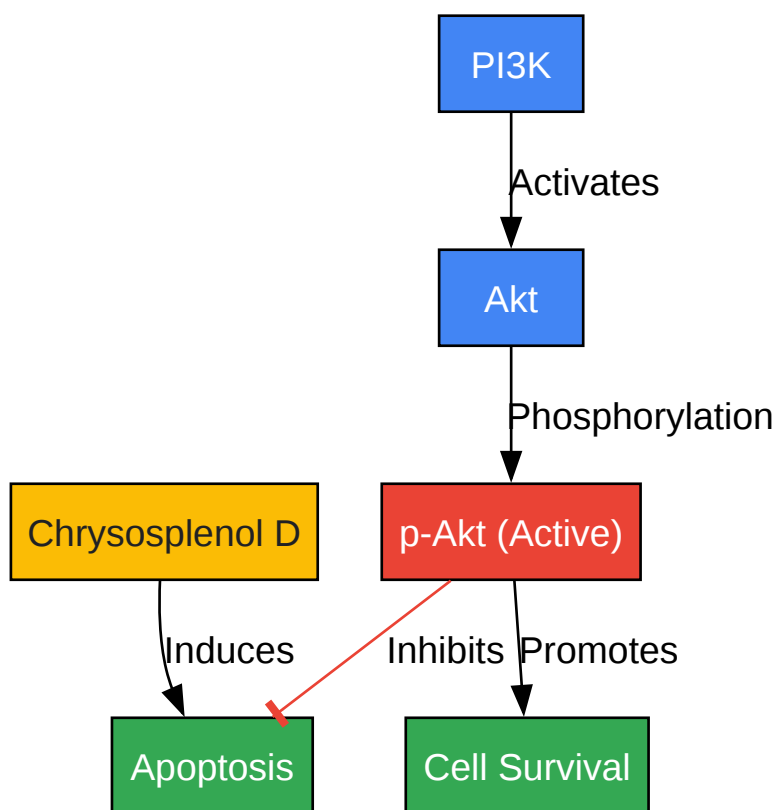 PI3K
Activates
Akt
Phosphorylation
Chrysosplenol D
p-Akt (Active)
Induces
Inhibits
Promotes
Apoptosis
Cell Survival